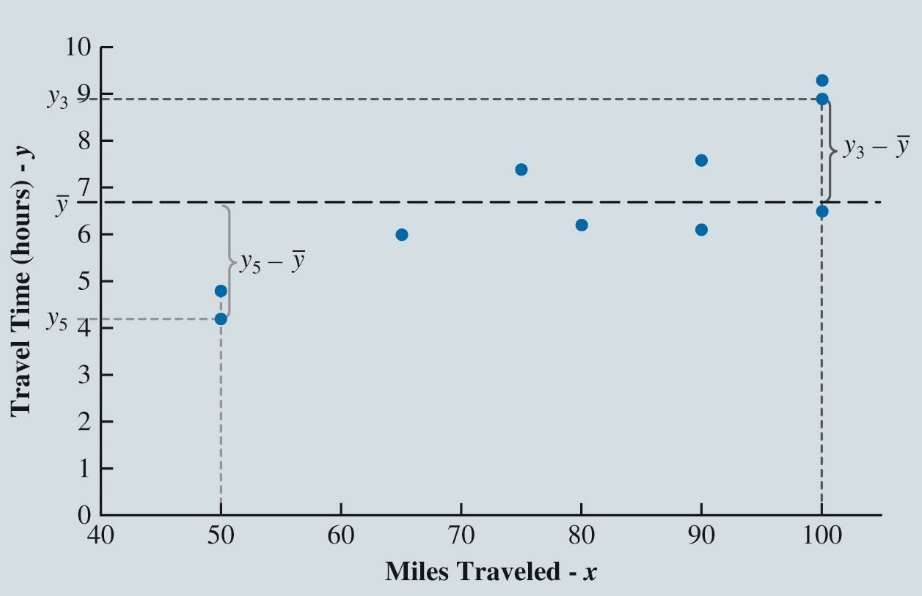 10
y₃ 9
8
7
y̅
6
5
y₅ 4
3
2
1
0
y₃ − y̅
y₅ − y̅
40 50 60 70 80 90 100
Miles Traveled - x
Travel Time (hours) - y